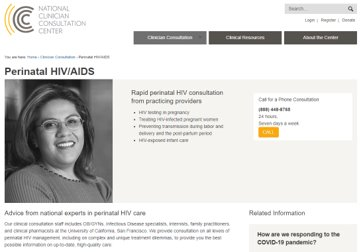 NATIONAL
CLINICIAN
CONSULTATION
CENTER
Search...
Login | Register | Donate
Clinician Consultation
Clinical Resources
About the Center
You are here: Home › Clinician Consultation › Perinatal HIV/AIDS
Perinatal HIV/AIDS
Rapid perinatal HIV consultation
from practicing providers
• HIV testing in pregnancy
• Treating HIV-infected pregnant women
• Preventing transmission during labor and
delivery and the post-partum period
• HIV-exposed infant care
Call for a Phone Consultation
(888) 448-8765
24 hours,
Seven days a week
CALL
Advice from national experts in perinatal HIV care
Our clinical consultation staff includes OB/GYNs, Infectious Disease specialists, internists, family practitioners,
and clinical pharmacists at the University of California, San Francisco. We provide consultation on all levels of
perinatal HIV management, including on complex and unique treatment dilemmas, to provide you the best
possible information on up-to-date, high-quality care.
Related Information
How are we responding to the
COVID-19 pandemic?